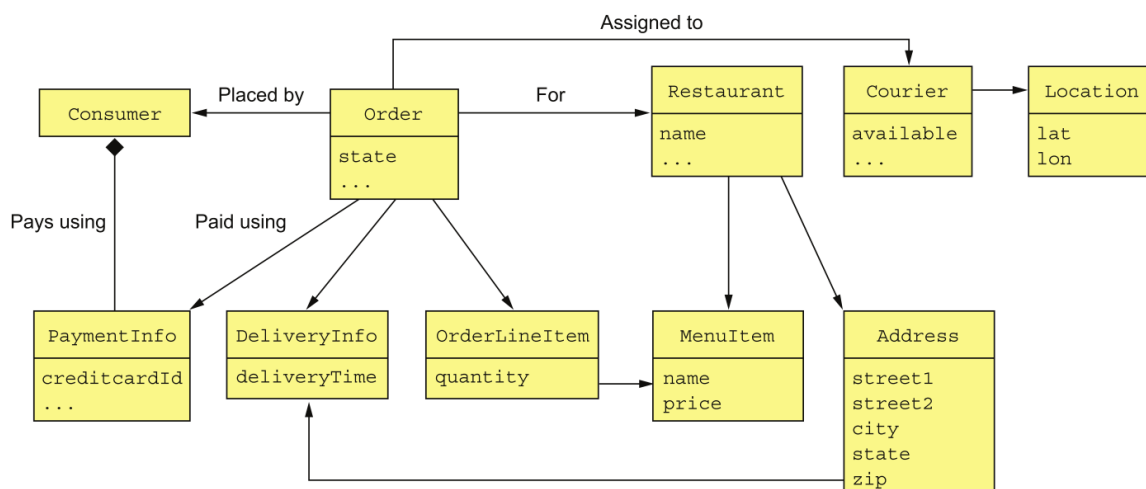 Assigned to
Consumer
Placed by
Order
state
...
For
Restaurant
name
...
Courier
available
...
Location
lat
lon
Pays using
Paid using
PaymentInfo
creditcardId
...
DeliveryInfo
deliveryTime
OrderLineItem
quantity
MenuItem
name
price
Address
street1
street2
city
state
zip